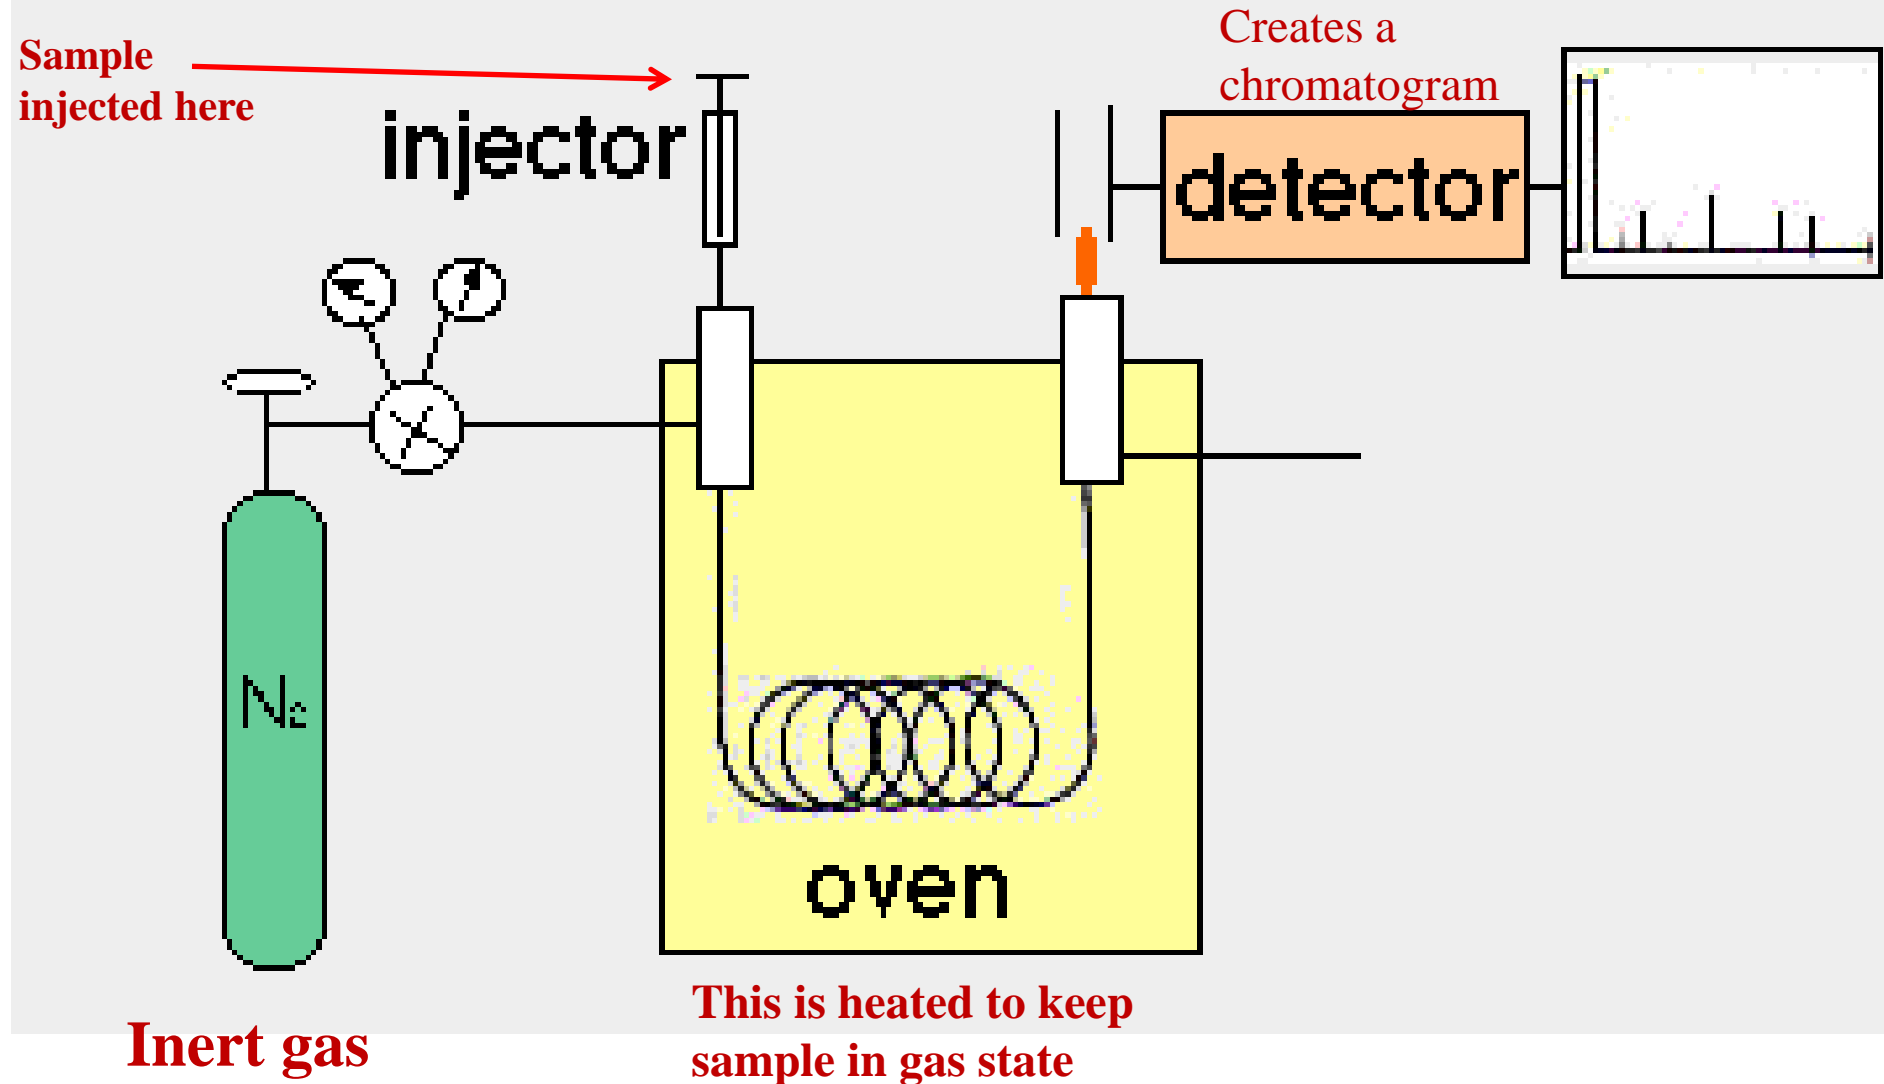 Sample
injected here
injector
Creates a
chromatogram
detector
N2
oven
Inert gas
This is heated to keep
sample in gas state